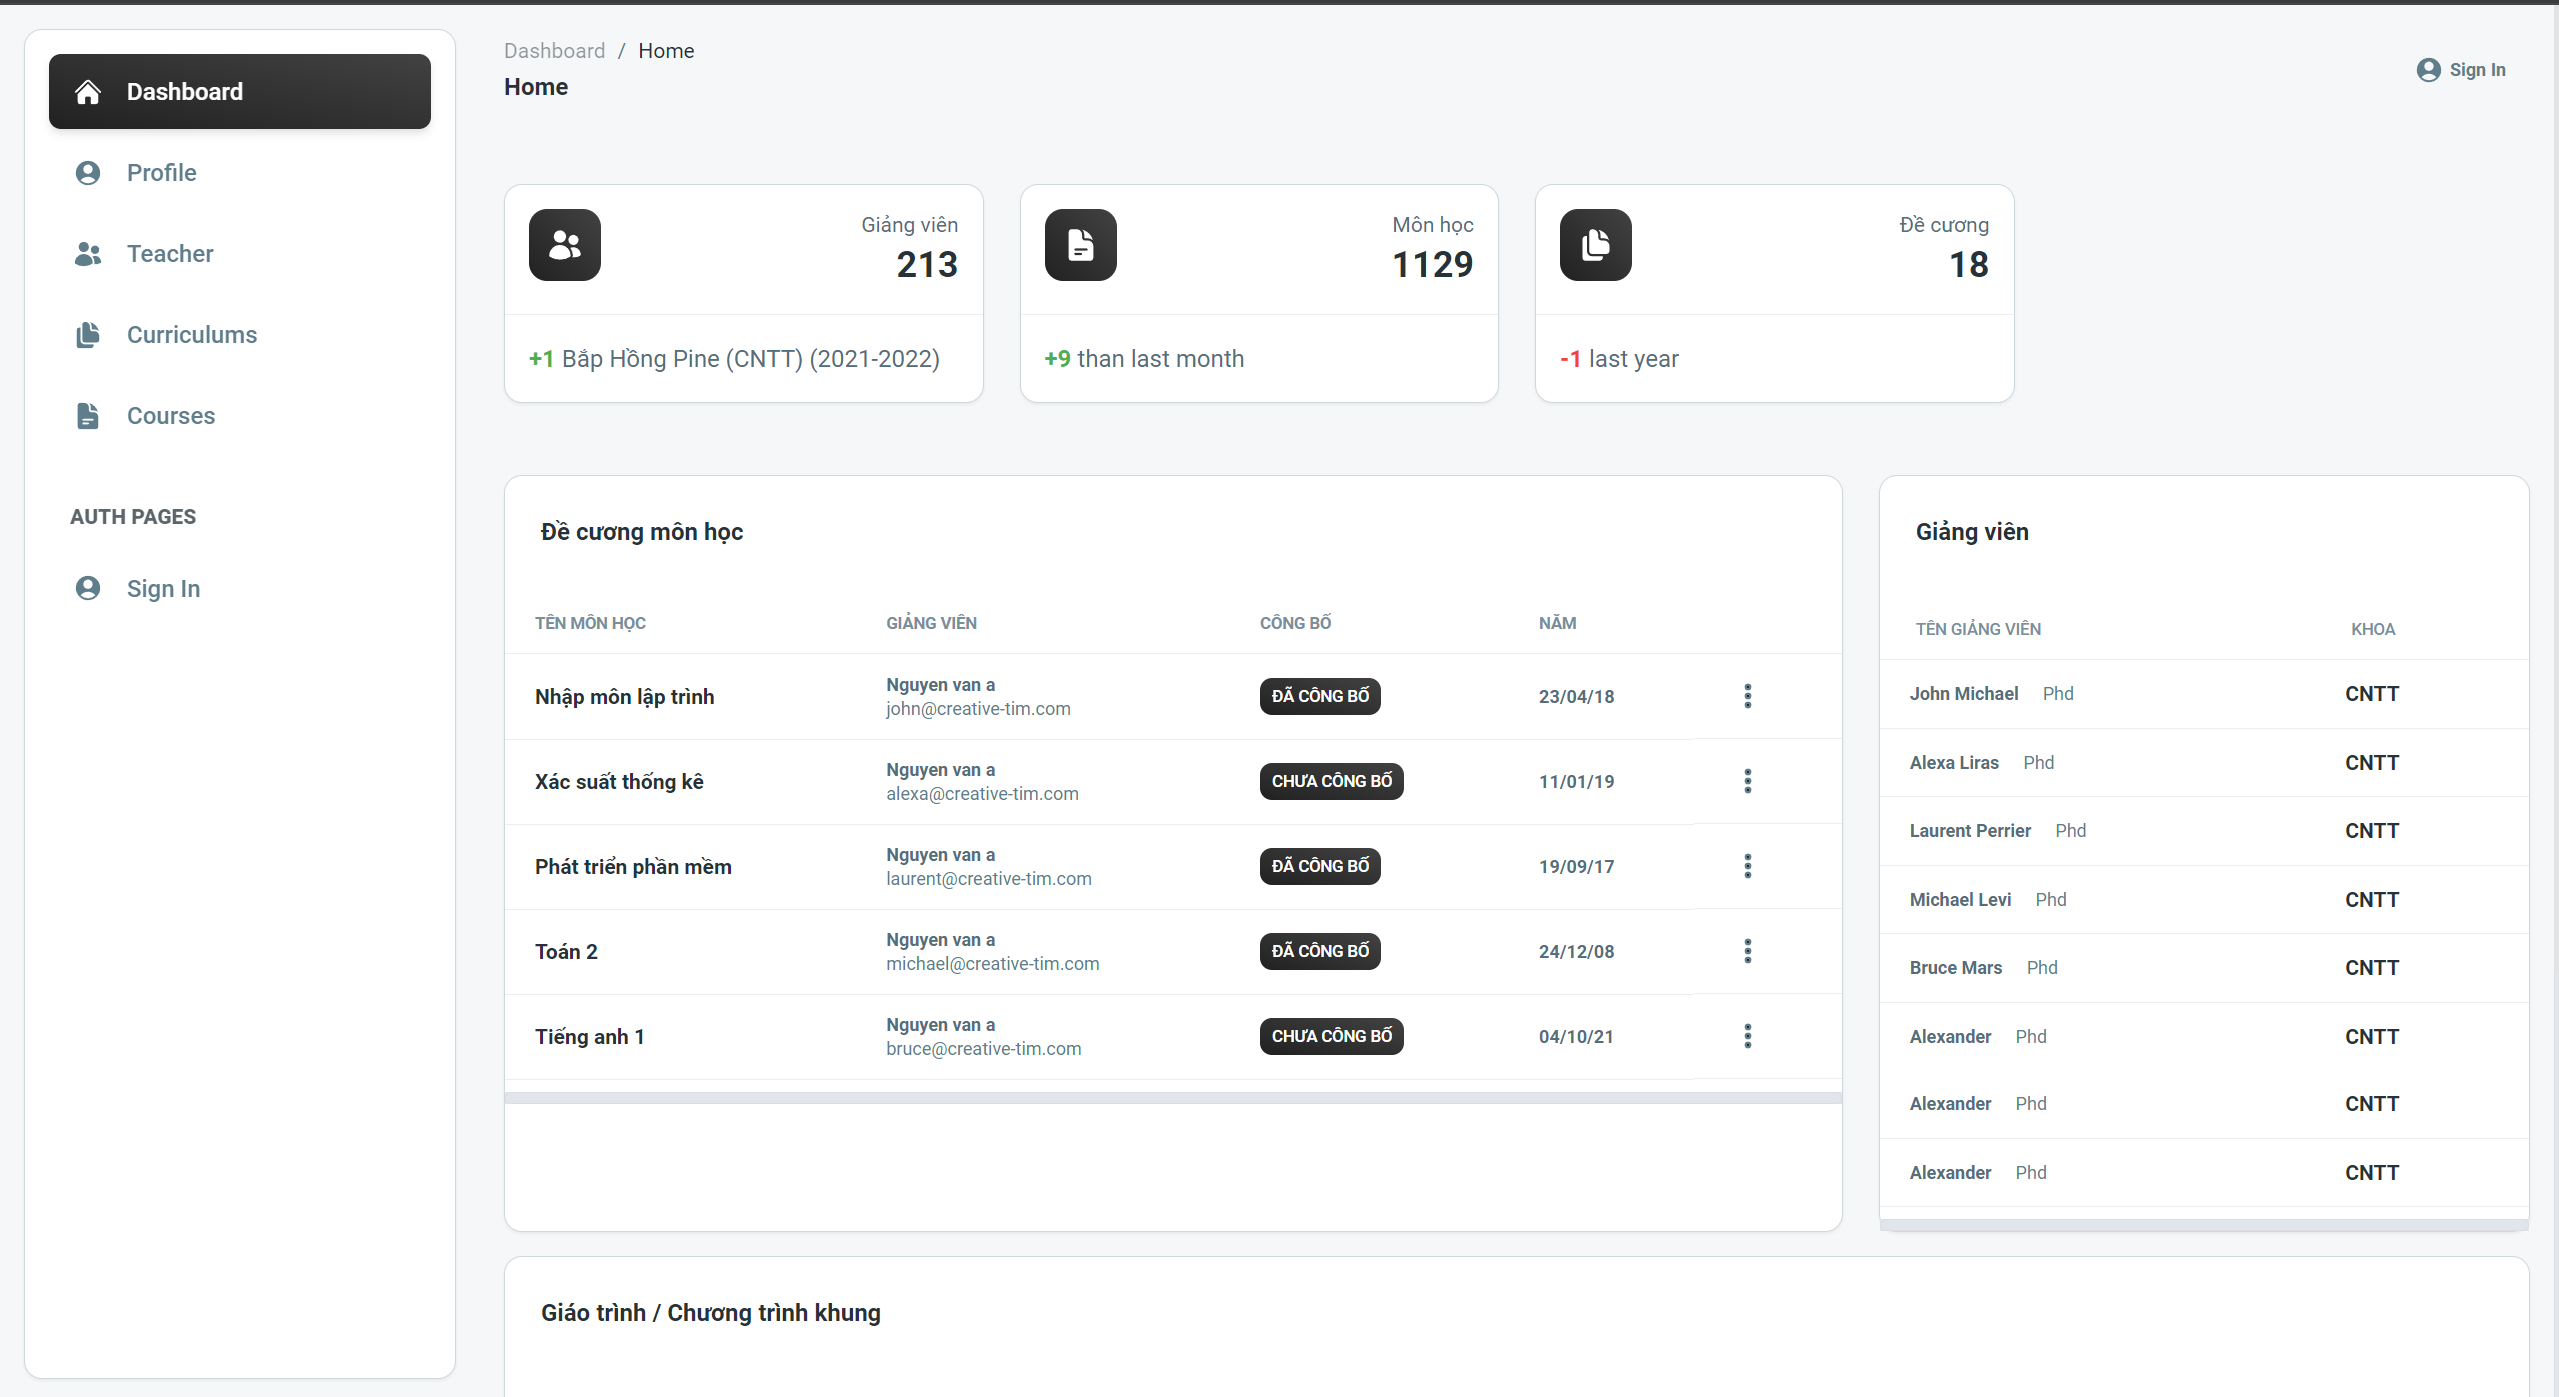 Dashboard
Profile
Teacher
Curriculums
Courses
AUTH PAGES
Sign In
Dashboard / Home
Home
Sign In
Giảng viên
213
+1 Bắp Hồng Pine (CNTT) (2021-2022)
Môn học
1129
+9 than last month
Đề cương
18
-1 last year
Đề cương môn học
TÊN MÔN HỌC GIẢNG VIÊN CÔNG BỐ NĂM
Nhập môn lập trình Nguyen van a ĐÃ CÔNG BỐ 23/04/18
john@creative-tim.com
Xác suất thống kê Nguyen van a CHƯA CÔNG BỐ 11/01/19
alexa@creative-tim.com
Phát triển phần mềm Nguyen van a ĐÃ CÔNG BỐ 19/09/17
laurent@creative-tim.com
Toán 2 Nguyen van a ĐÃ CÔNG BỐ 24/12/08
michael@creative-tim.com
Tiếng anh 1 Nguyen van a CHƯA CÔNG BỐ 04/10/21
bruce@creative-tim.com
Giảng viên
TÊN GIẢNG VIÊN KHOA
John Michael Phd CNTT
Alexa Liras Phd CNTT
Laurent Perrier Phd CNTT
Michael Levi Phd CNTT
Bruce Mars Phd CNTT
Alexander Phd CNTT
Alexander Phd CNTT
Alexander Phd CNTT
Giáo trình / Chương trình khung